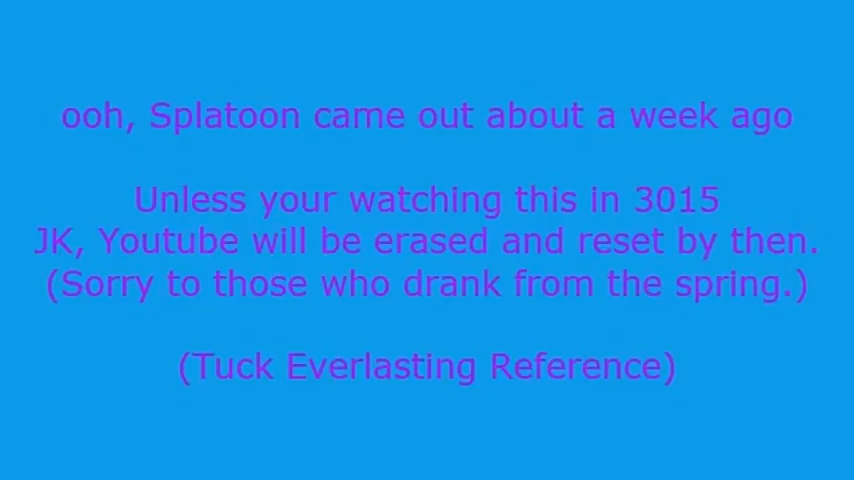 ooh, Splatoon came out about a week ago
Unless your watching this in 3015
JK, Youtube will be erased and reset by then.
(Sorry to those who drank from the spring.)
(Tuck Everlasting Reference)